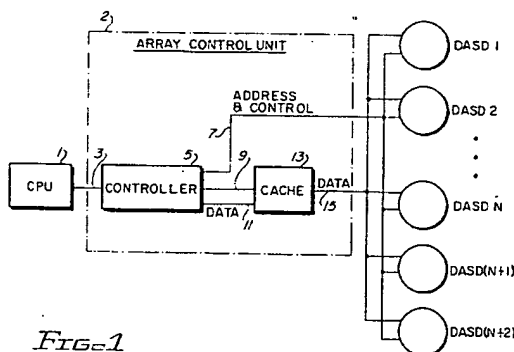 2
ARRAY CONTROL UNIT
DASD 1
ADDRESS
& CONTROL
7
DASD 2
1
3
5
9
13
CPU
CONTROLLER
CACHE
DATA
15
DATA
11
DASD N
DASD(N+1)
DASD(N+2)
FIG. 1